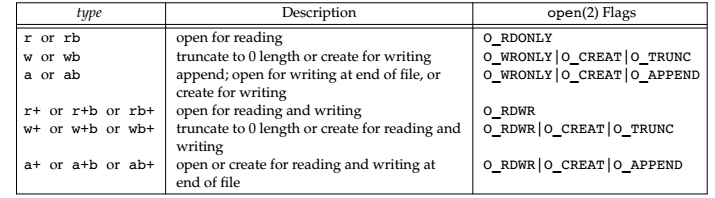 type Description open(2) Flags
r or rb open for reading O_RDONLY
w or wb truncate to 0 length or create for writing O_WRONLY|O_CREAT|O_TRUNC
a or ab append; open for writing at end of file, or O_WRONLY|O_CREAT|O_APPEND
create for writing
r+ or r+b or rb+ open for reading and writing O_RDWR
w+ or w+b or wb+ truncate to 0 length or create for reading and O_RDWR|O_CREAT|O_TRUNC
writing
a+ or a+b or ab+ open or create for reading and writing at O_RDWR|O_CREAT|O_APPEND
end of file